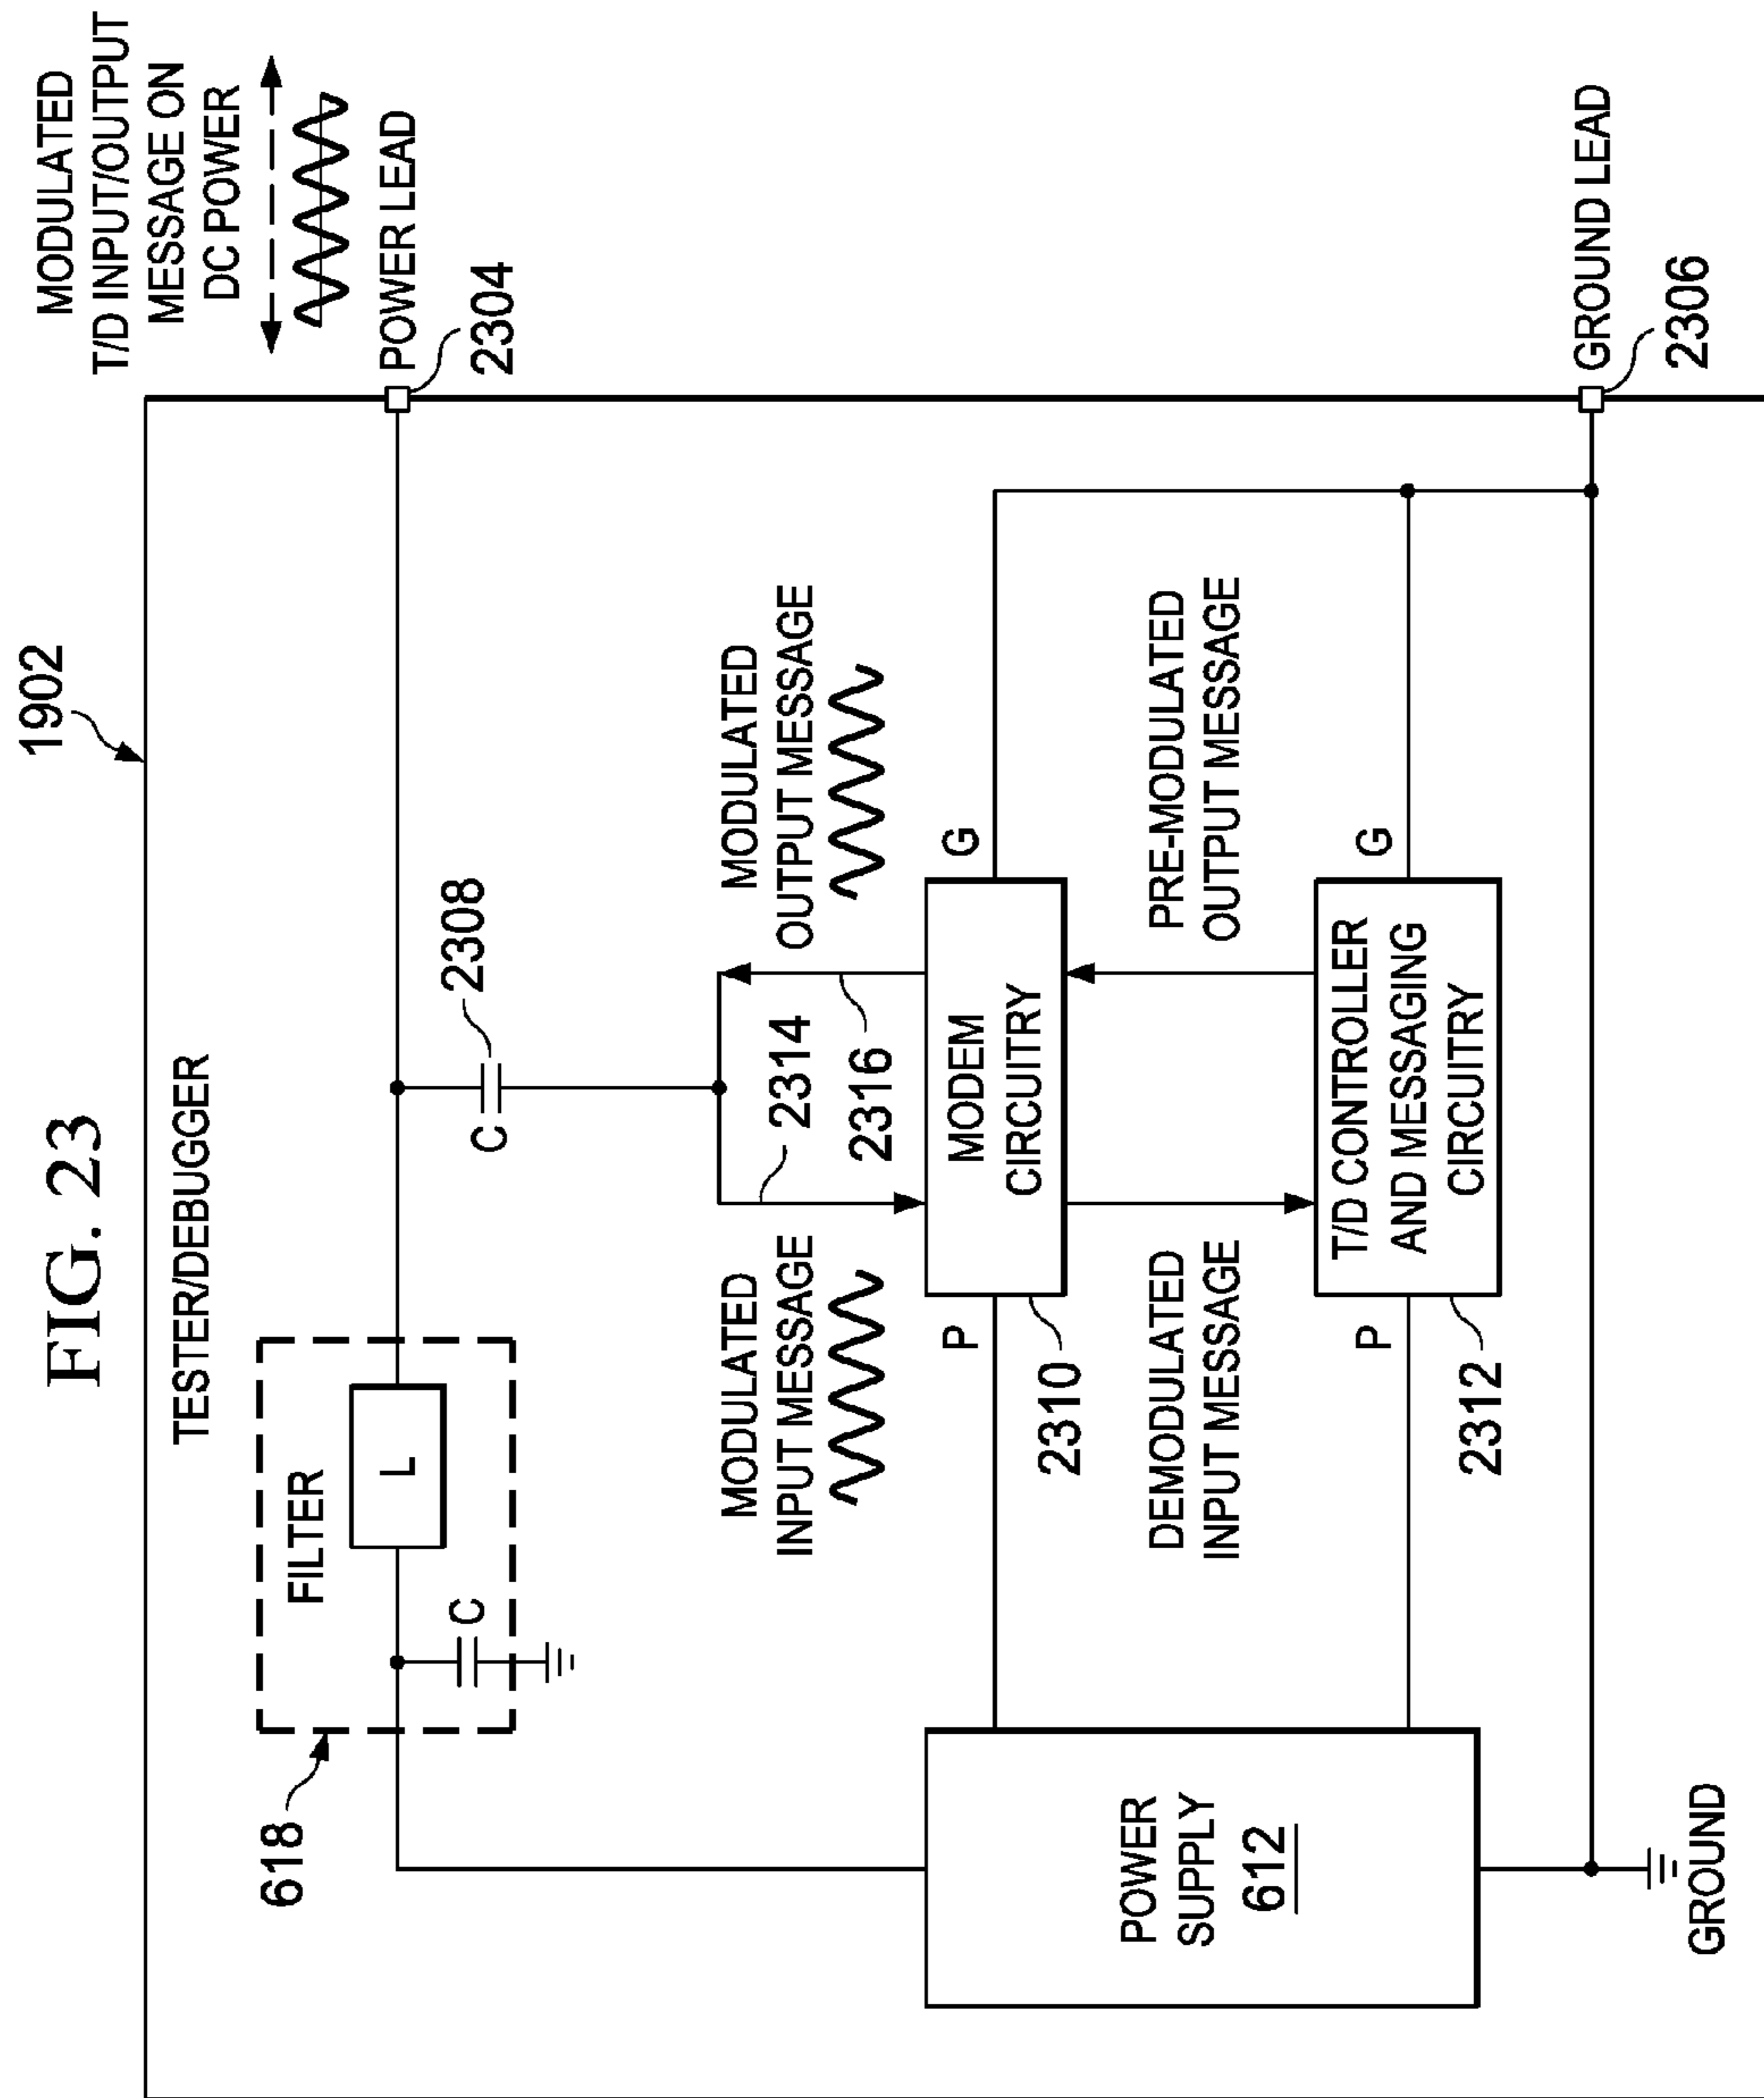 FIG. 23
1902
TESTER/DEBUGGER
MODULATED
T/D INPUT/OUTPUT
MESSAGE ON
DC POWER
POWER LEAD
2304
618
FILTER
L
C
C
2308
MODULATED
INPUT MESSAGE
2314
2316
MODULATED
OUTPUT MESSAGE
P
MODEM
CIRCUITRY
G
2310
DEMODULATED
INPUT MESSAGE
PRE-MODULATED
OUTPUT MESSAGE
POWER
SUPPLY
612
P
T/D CONTROLLER
AND MESSAGING
CIRCUITRY
G
2312
GROUND LEAD
2306
GROUND